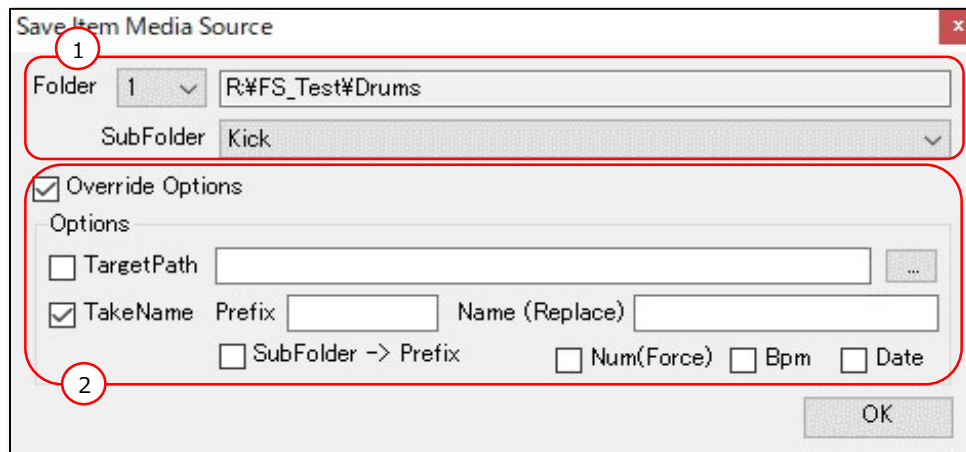 Save Item Media Source x
1
Folder 1 R:¥FS_Test¥Drums
SubFolder Kick
Override Options
Options
TargetPath ...
TakeName Prefix Name (Replace)
SubFolder -> Prefix Num(Force) Bpm Date
2
OK